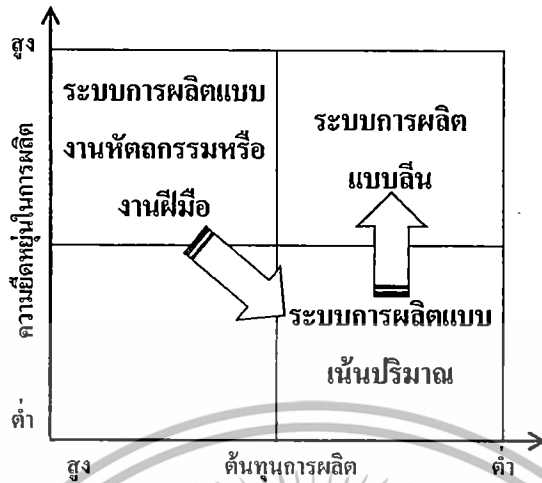 สูง
ระบบการผลิตแบบ
งานหัตถกรรมหรือ
งานฝีมือ
ระบบการผลิต
แบบลีน
ความยืดหยุ่นในการผลิต
ระบบการผลิตแบบ
เน้นปริมาณ
ต่ำ
สูง
ต้นทุนการผลิต
ต่ำ